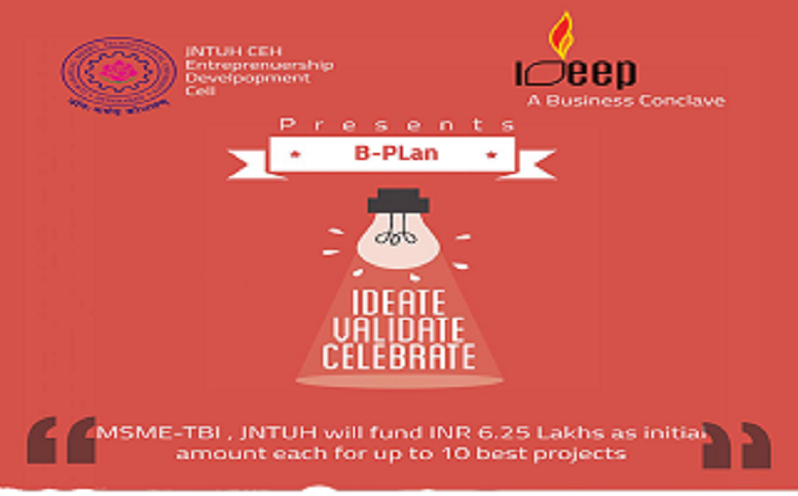 JNTUH CEH
Entreprenuership
Develpopment
Cell
IDeep
A Business Conclave
Presents
B-PLan
IDEATE
VALIDATE
CELEBRATE
“MSME-TBI , JNTUH will fund INR 6.25 Lakhs as initial
amount each for up to 10 best projects”